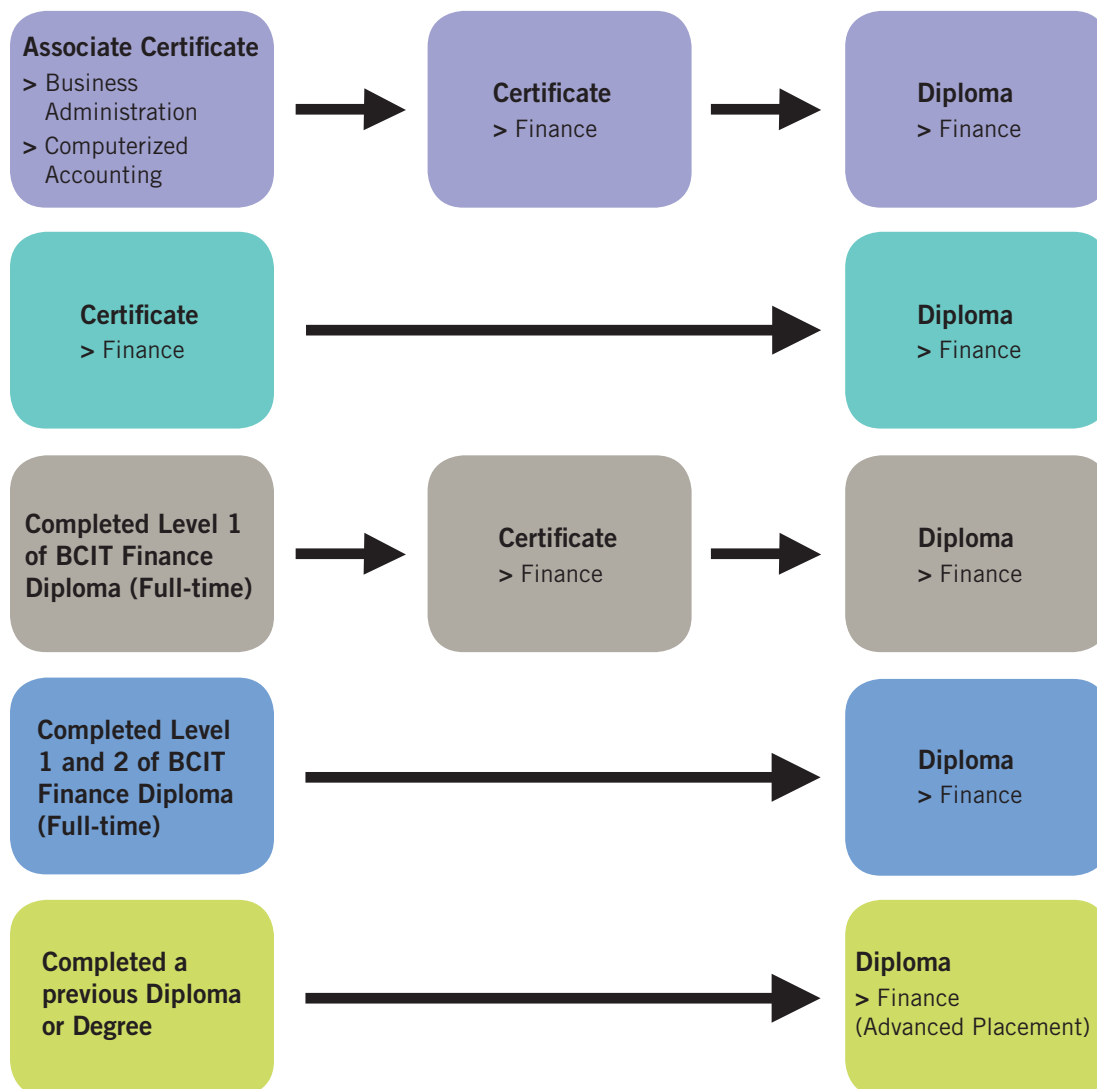 Associate Certificate
> Business
Administration
> Computerized
Accounting
Certificate
> Finance
Diploma
> Finance
Certificate
> Finance
Diploma
> Finance
Completed Level 1
of BCIT Finance
Diploma (Full-time)
Certificate
> Finance
Diploma
> Finance
Completed Level
1 and 2 of BCIT
Finance Diploma
(Full-time)
Diploma
> Finance
Completed a
previous Diploma
or Degree
Diploma
> Finance
(Advanced Placement)